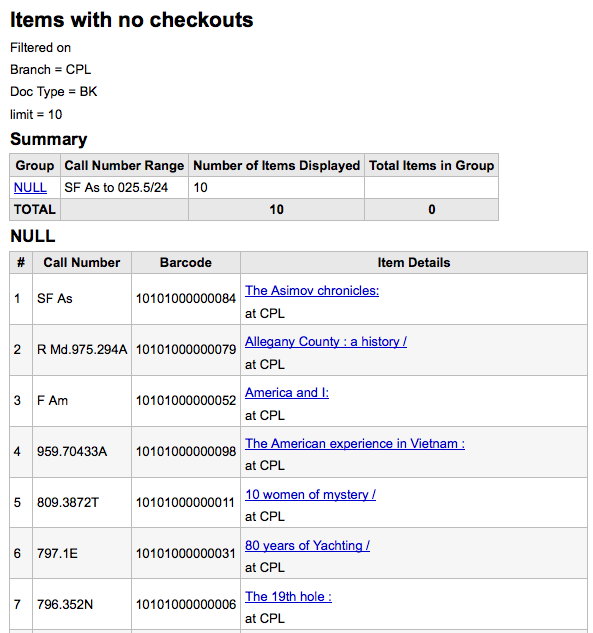 Items with no checkouts
Filtered on
Branch = CPL
Doc Type = BK
limit = 10
Summary
Group Call Number Range Number of Items Displayed Total Items in Group
NULL SF As to 025.5/24 10
TOTAL 10 0
NULL
# Call Number Barcode Item Details
1 SF As 10101000000084 The Asimov chronicles:
at CPL
2 R Md.975.294A 10101000000079 Allegany County : a history /
at CPL
3 F Am 10101000000052 America and I:
at CPL
4 959.70433A 10101000000098 The American experience in Vietnam :
at CPL
5 809.3872T 10101000000011 10 women of mystery /
at CPL
6 797.1E 10101000000031 80 years of Yachting /
at CPL
7 796.352N 10101000000006 The 19th hole :
at CPL